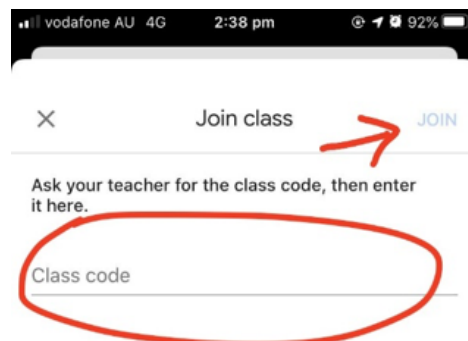 vodafone AU 4G 2:38 pm 92%
Join class JOIN
Ask your teacher for the class code, then enter
it here.
Class code